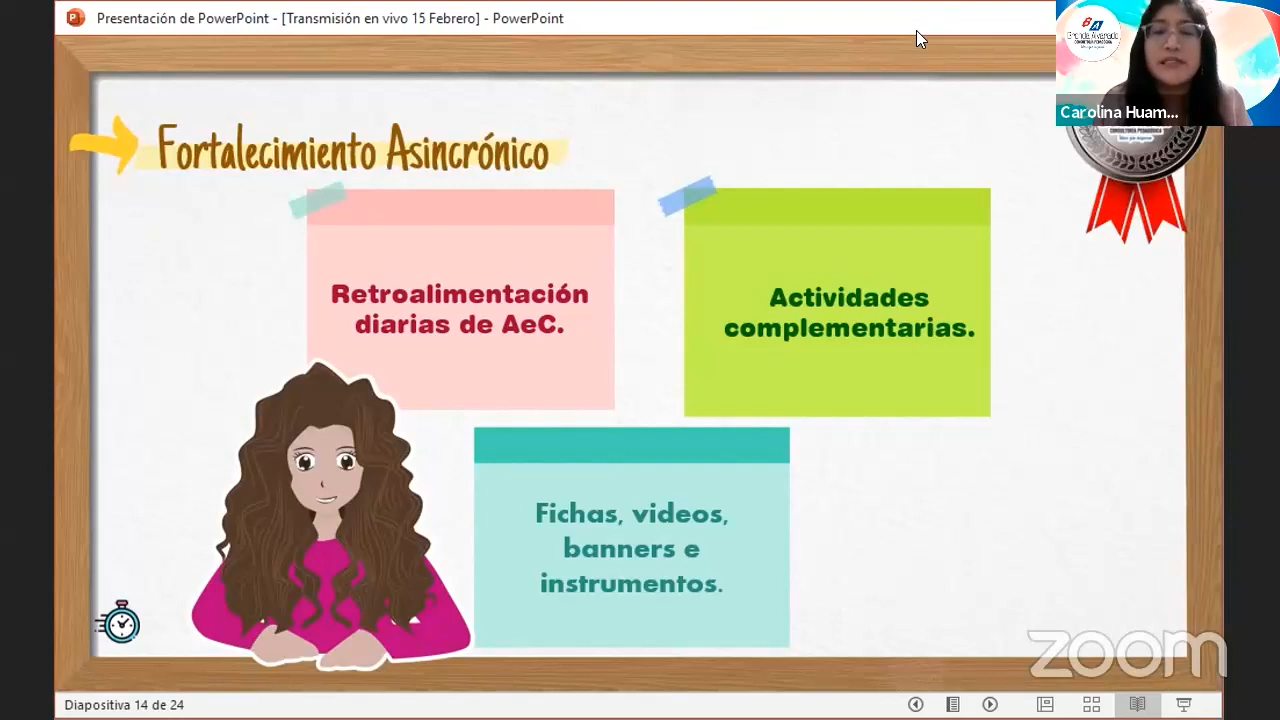 Presentación de PowerPoint - [Transmisión en vivo 15 Febrero] - PowerPoint
Carolina Huam...
Fortalecimiento Asincrónico
Retroalimentación
diarias de AeC.
Actividades
complementarias.
Fichas, videos,
banners e
instrumentos.
zoom
Diapositiva 14 de 24